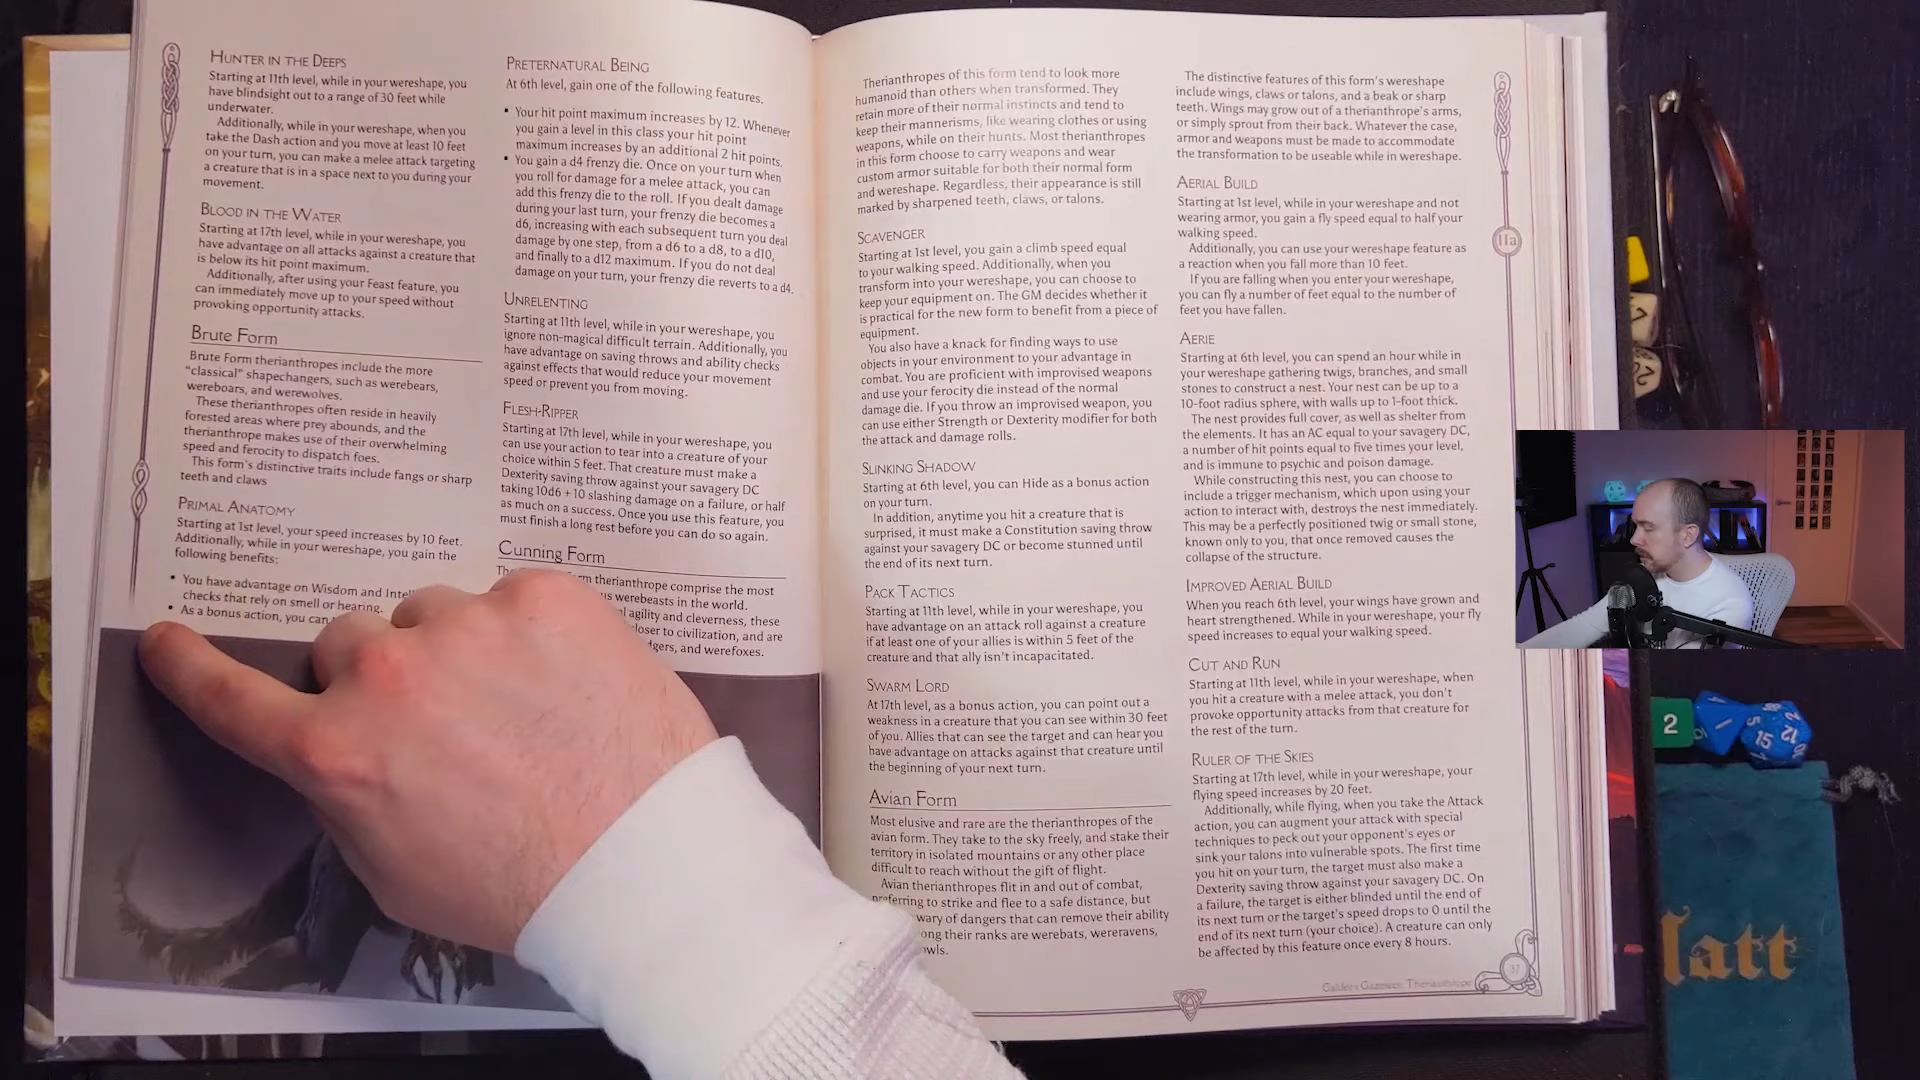 HUNTER IN THE DEEPS
Starting at 11th level, while in your wereshape, you
have blindsight out to a range of 30 feet while
underwater.
Additionally, while in your wereshape, when you
take the Dash action and you move at least 10 feet
on your turn, you can make a melee attack targeting
a creature that is in a space next to you during your
movement.
BLOOD IN THE WATER
Starting at 17th level, while in your wereshape, you
have advantage on all attacks against a creature that
is below its hit point maximum.
Additionally, after using your Feast feature, you
can immediately move up to your speed without
provoking opportunity attacks.
Brute Form
Brute Form therianthropes include the more
"classical" shapechangers, such as werebears,
wereboars, and werewolves.
These therianthropes often reside in heavily
forested areas where prey abounds, and the
therianthrope makes use of their overwhelming
speed and ferocity to dispatch foes.
This form's distinctive traits include fangs or sharp
teeth and claws
PRIMAL ANATOMY
Starting at 1st level, your speed increases by 10 feet.
Additionally, while in your wereshape, you gain the
following benefits:
• You have advantage on Wisdom and
checks that rely on smell or hearing.
• As a bonus action, you can
PRETERNATURAL BEING
At 6th level, gain one of the following features.
• Your hit point maximum increases by 12. Whenever
you gain a level in this class your hit point
maximum increases by an additional 2 hit points.
• You gain a d4 frenzy die. Once on your turn when
you roll for damage for a melee attack, you can
add this frenzy die to the roll. If you dealt damage
during your last turn, your frenzy die becomes a
d6, increasing with each subsequent turn you deal
damage by one step, from a d6 to a d8, to a d10,
and finally to a d12 maximum. If you do not deal
damage on your turn, your frenzy die reverts to a d4.
UNRELENTING
Starting at 11th level, while in your wereshape, you
ignore non-magical difficult terrain. Additionally, you
have advantage on saving throws and ability checks
against effects that would reduce your movement
speed or prevent you from moving.
FLESH-RIPPER
Starting at 17th level, while in your wereshape, you
can use your action to tear into a creature of your
choice within 5 feet. That creature must make a
Dexterity saving throw against your savagery DC
taking 10d6 + 10 slashing damage on a failure, or half
as much on a success. Once you use this feature, you
must finish a long rest before you can do so again.
Cunning Form
therianthrope comprise the most
werebeasts in the world.
agility and cleverness, these
closer to civilization, and are
and werefoxes.
Therianthropes of this form tend to look more
humanoid than others when transformed. They
retain more of their normal instincts and tend to
keep their mannerisms, like wearing clothes or using
weapons, while on their hunts. Most therianthropes
in this form choose to carry weapons and wear
custom armor suitable for both their normal form
and wereshape. Regardless, their appearance is still
marked by sharpened teeth, claws, or talons.
SCAVENGER
Starting at 1st level, you gain a climb speed equal
to your walking speed. Additionally, when you
transform into your wereshape, you can choose to
keep your equipment on. The GM decides whether it
is practical for the new form to benefit from a piece of
equipment.
You also have a knack for finding ways to use
objects in your environment to your advantage in
combat. You are proficient with improvised weapons
and use your ferocity die instead of the normal
damage die. If you throw an improvised weapon, you
can use either Strength or Dexterity modifier for both
the attack and damage rolls.
SLINKING SHADOW
Starting at 6th level, you can Hide as a bonus action
on your turn.
In addition, anytime you hit a creature that is
surprised, it must make a Constitution saving throw
against your savagery DC or become stunned until
the end of its next turn.
PACK TACTICS
Starting at 11th level, while in your wereshape, you
have advantage on an attack roll against a creature
if at least one of your allies is within 5 feet of the
creature and that ally isn't incapacitated.
SWARM LORD
At 17th level, as a bonus action, you can point out a
weakness in a creature that you can see within 30 feet
of you. Allies that can see the target and can hear you
have advantage on attacks against that creature until
the beginning of your next turn.
Avian Form
Most elusive and rare are the therianthropes of the
avian form. They take to the sky freely, and stake their
territory in isolated mountains or any other place
difficult to reach without the gift of flight.
Avian therianthropes flit in and out of combat,
preferring to strike and flee to a safe distance, but
wary of dangers that can remove their ability
their ranks are werebats, wereravens,
The distinctive features of this form's wereshape
include wings, claws or talons, and a beak or sharp
teeth. Wings may grow out of a therianthrope's arms,
or simply sprout from their back. Whatever the case,
armor and weapons must be made to accommodate
the transformation to be useable while in wereshape.
AERIAL BUILD
Starting at 1st level, while in your wereshape and not
wearing armor, you gain a fly speed equal to half your
walking speed.
Additionally, you can use your wereshape feature as
a reaction when you fall more than 10 feet.
If you are falling when you enter your wereshape,
you can fly a number of feet equal to the number of
feet you have fallen.
AERIE
Starting at 6th level, you can spend an hour while in
your wereshape gathering twigs, branches, and small
stones to construct a nest. Your nest can be up to a
10-foot radius sphere, with walls up to 1-foot thick.
The nest provides full cover, as well as shelter from
the elements. It has an AC equal to your savagery DC,
a number of hit points equal to five times your level,
and is immune to psychic and poison damage.
While constructing this nest, you can choose to
include a trigger mechanism, which upon using your
action to interact with, destroys the nest immediately.
This may be a perfectly positioned twig or small stone,
known only to you, that once removed causes the
collapse of the structure.
IMPROVED AERIAL BUILD
When you reach 6th level, your wings have grown and
heart strengthened. While in your wereshape, your fly
speed increases to equal your walking speed.
CUT AND RUN
Starting at 11th level, while in your wereshape, when
you hit a creature with a melee attack, you don't
provoke opportunity attacks from that creature for
the rest of the turn.
RULER OF THE SKIES
Starting at 17th level, while in your wereshape, your
flying speed increases by 20 feet.
Additionally, while flying, when you take the Attack
action, you can augment your attack with special
techniques to peck out your opponent's eyes or
sink your talons into vulnerable spots. The first time
you hit on your turn, the target must also make a
Dexterity saving throw against your savagery DC. On
a failure, the target is either blinded until the end of
its next turn or the target's speed drops to 0 until the
end of its next turn (your choice). A creature can only
be affected by this feature once every 8 hours.
Therianthrope
37
11a
2
15
12
latt